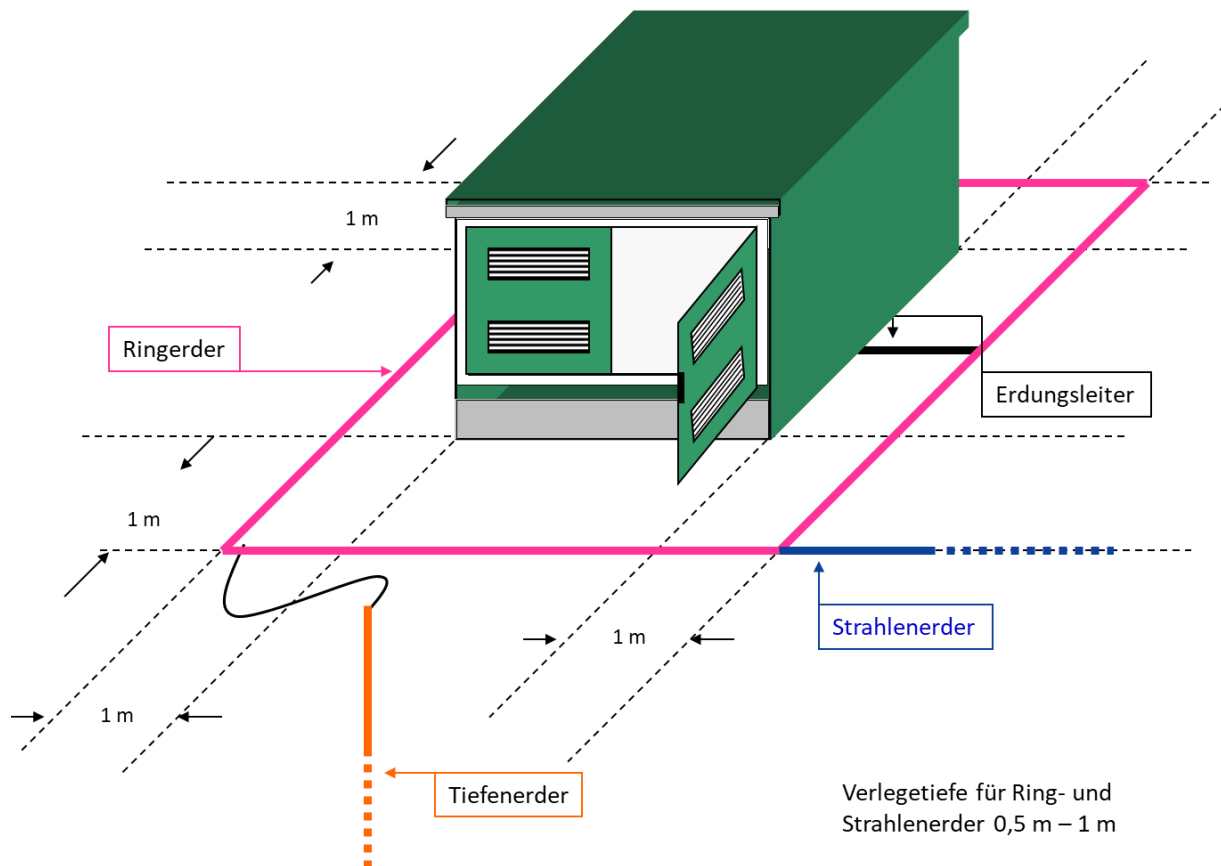 1 m
Ringerder
Erdungsleiter
1 m
Strahlenerder
1 m
1 m
Tiefenerder
Verlegetiefe für Ring- und
Strahlenerder 0,5 m – 1 m